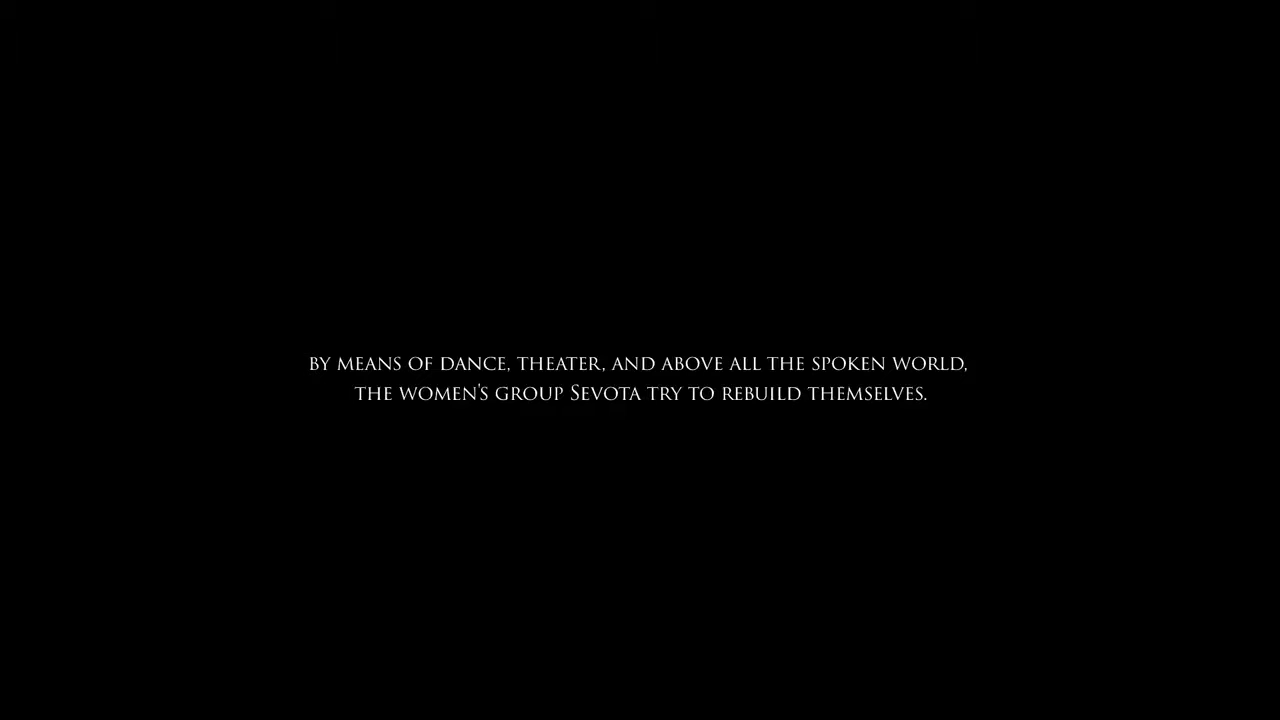 BY MEANS OF DANCE, THEATER, AND ABOVE ALL THE SPOKEN WORLD,
THE WOMEN'S GROUP SEVOTA TRY TO REBUILD THEMSELVES.